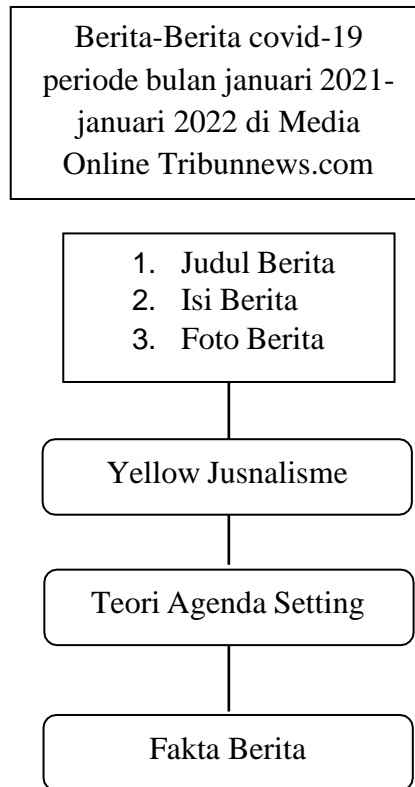 Berita-Berita covid-19
periode bulan januari 2021-
januari 2022 di Media
Online Tribunnews.com
1. Judul Berita
2. Isi Berita
3. Foto Berita
Yellow Jusnalisme
Teori Agenda Setting
Fakta Berita